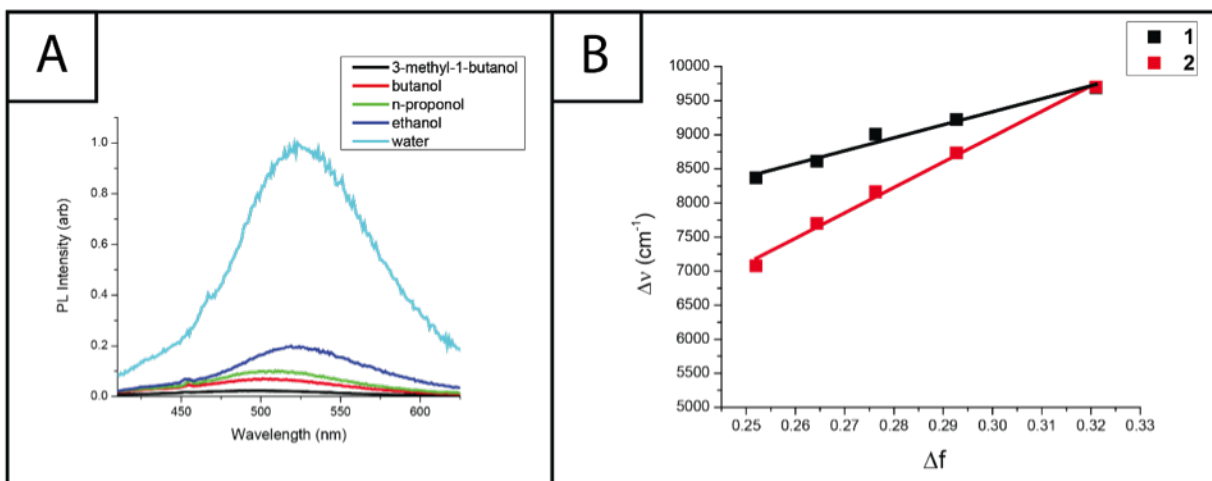 A
3-methyl-1-butanol
butanol
n-proponol
ethanol
water
1.0
0.8
0.6
0.4
0.2
0.0
PL Intensity (arb)
450
500
550
600
Wavelength (nm)
B
1
2
10000
9500
9000
8500
8000
7500
7000
6500
6000
5500
5000
Δν (cm⁻¹)
0.25
0.26
0.27
0.28
0.29
0.30
0.31
0.32
0.33
Δf